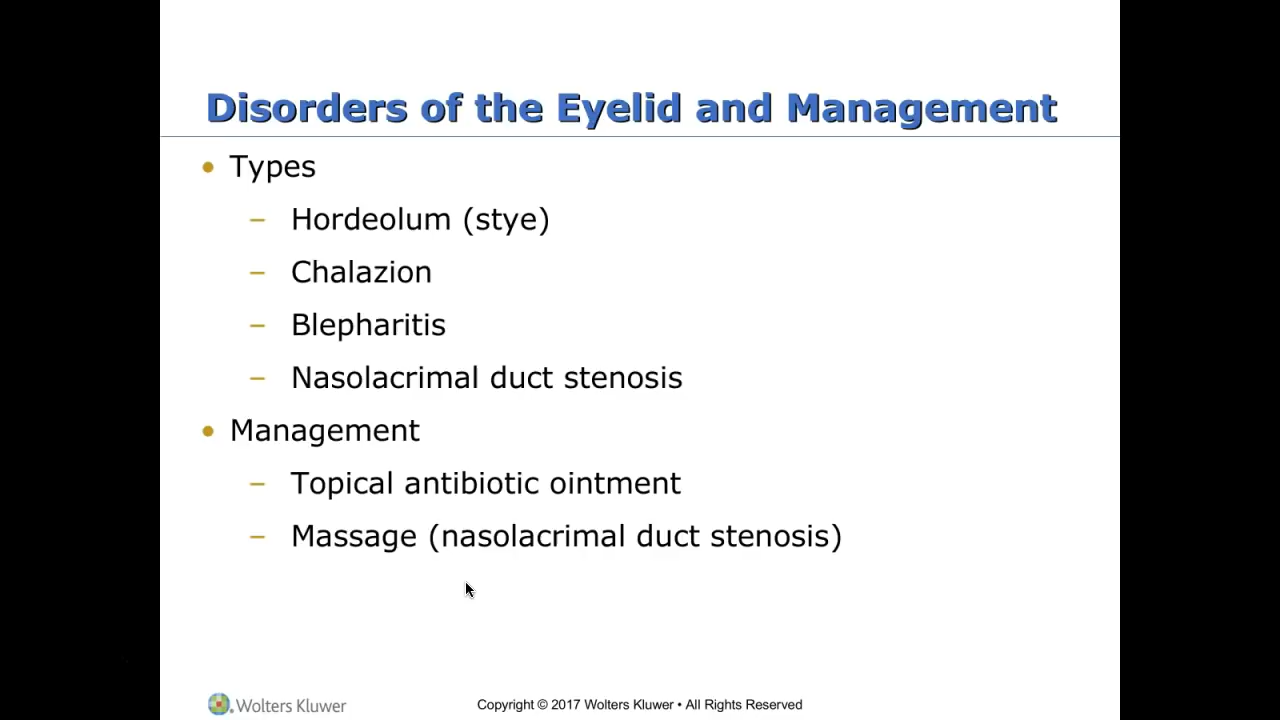 Disorders of the Eyelid and Management
• Types
– Hordeolum (stye)
– Chalazion
– Blepharitis
– Nasolacrimal duct stenosis
• Management
– Topical antibiotic ointment
– Massage (nasolacrimal duct stenosis)
Wolters Kluwer
Copyright © 2017 Wolters Kluwer • All Rights Reserved